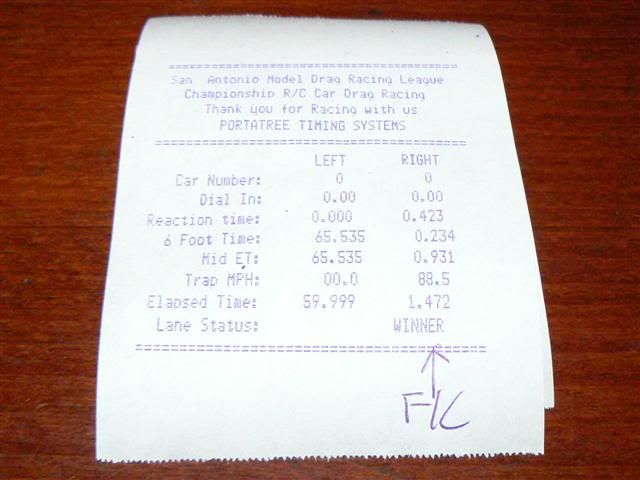 ==========================================
San Antonio Model Drag Racing League
Championship R/C Car Drag Racing
Thank you for Racing with us
PORTATREE TIMING SYSTEMS
==========================================
LEFT RIGHT
Car Number: 0 0
Dial In: 0.00 0.00
Reaction time: 0.000 0.423
6 Foot Time: 65.535 0.234
Mid ET: 65.535 0.931
Trap MPH: 00.0 88.5
Elapsed Time: 59.999 1.472
Lane Status: WINNER
==========================================